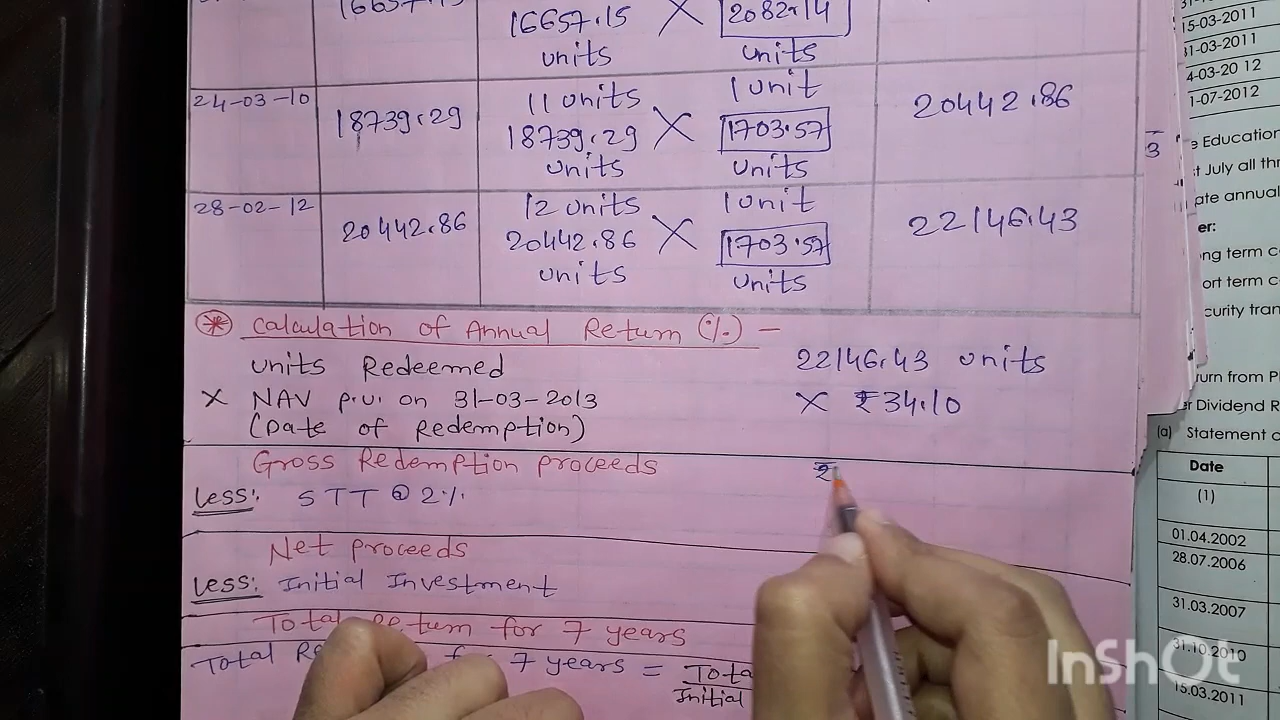 16657.15
2082.14
units
units
24-03-10
18739.29
11 units
1 unit
18739.29 X 1703.57
units
units
20442.86
28-02-12
20442.86
12 units
1 unit
20442.86 X 1703.57
units
units
22146.43
* Calculation of Annual Return (%) -
units Redeemed 22146.43 units
X NAV p.u. on 31-03-2013 X ₹34.10
(Date of Redemption)
Gross Redemption proceeds ₹
Less: STT @ 2%
Net proceeds
Less: Initial Investment
Total Return for 7 years
Total for 7 years =
Initial
15-03-2011
1-03-2011
4-03-20 12
1-07-2012
3
e Education
t July all
ate annual
er:
ng term
ort term
curity
urn from
er Dividend R
(a) Statement
Date
(1)
01.04.2002
28.07.2006
31.03.2007
31.10.2010
15.03.2011
InShOt